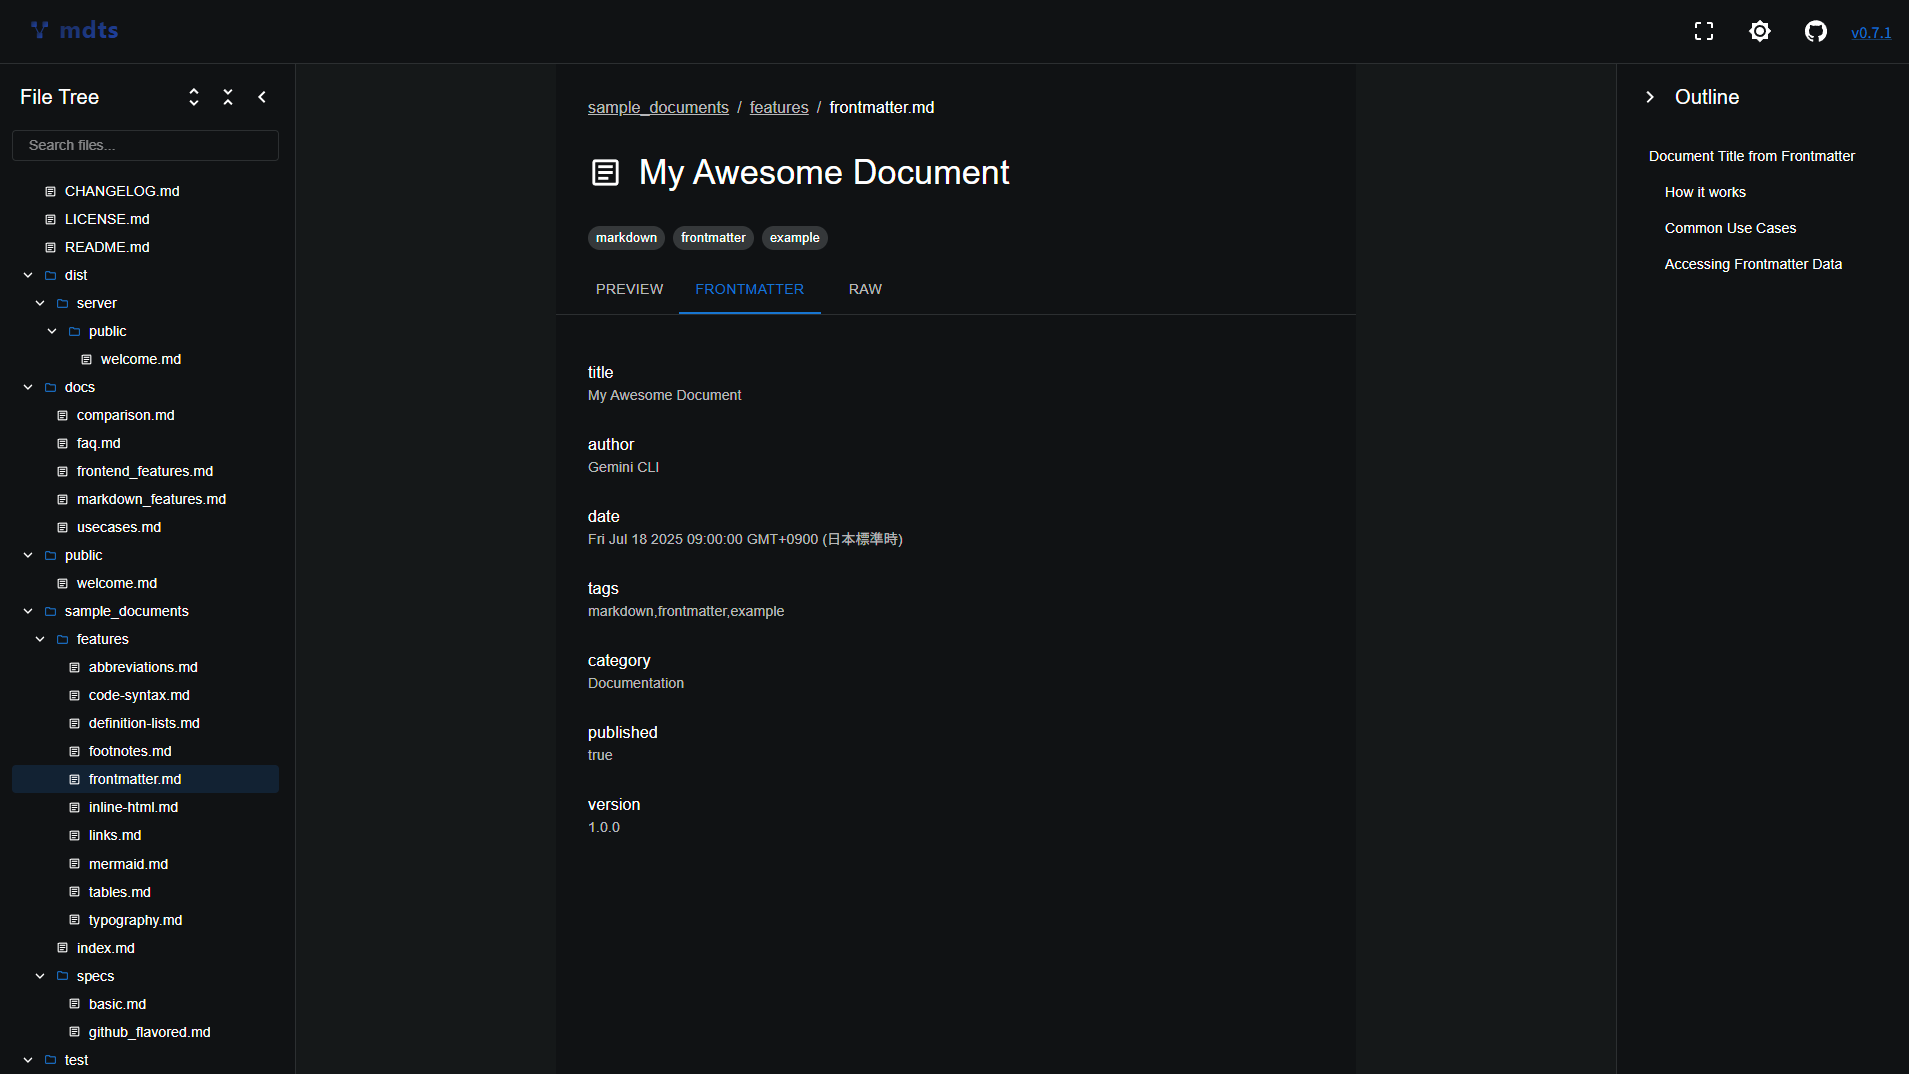 mdts
v0.7.1
File Tree
Search files...
CHANGELOG.md
LICENSE.md
README.md
dist
server
public
welcome.md
docs
comparison.md
faq.md
frontend_features.md
markdown_features.md
usecases.md
public
welcome.md
sample_documents
features
abbreviations.md
code-syntax.md
definition-lists.md
footnotes.md
frontmatter.md
inline-html.md
links.md
mermaid.md
tables.md
typography.md
index.md
specs
basic.md
github_flavored.md
test
sample_documents / features / frontmatter.md
My Awesome Document
markdown frontmatter example
PREVIEW FRONTMATTER RAW
title
My Awesome Document
author
Gemini CLI
date
Fri Jul 18 2025 09:00:00 GMT+0900 (日本標準時)
tags
markdown,frontmatter,example
category
Documentation
published
true
version
1.0.0
Outline
Document Title from Frontmatter
How it works
Common Use Cases
Accessing Frontmatter Data